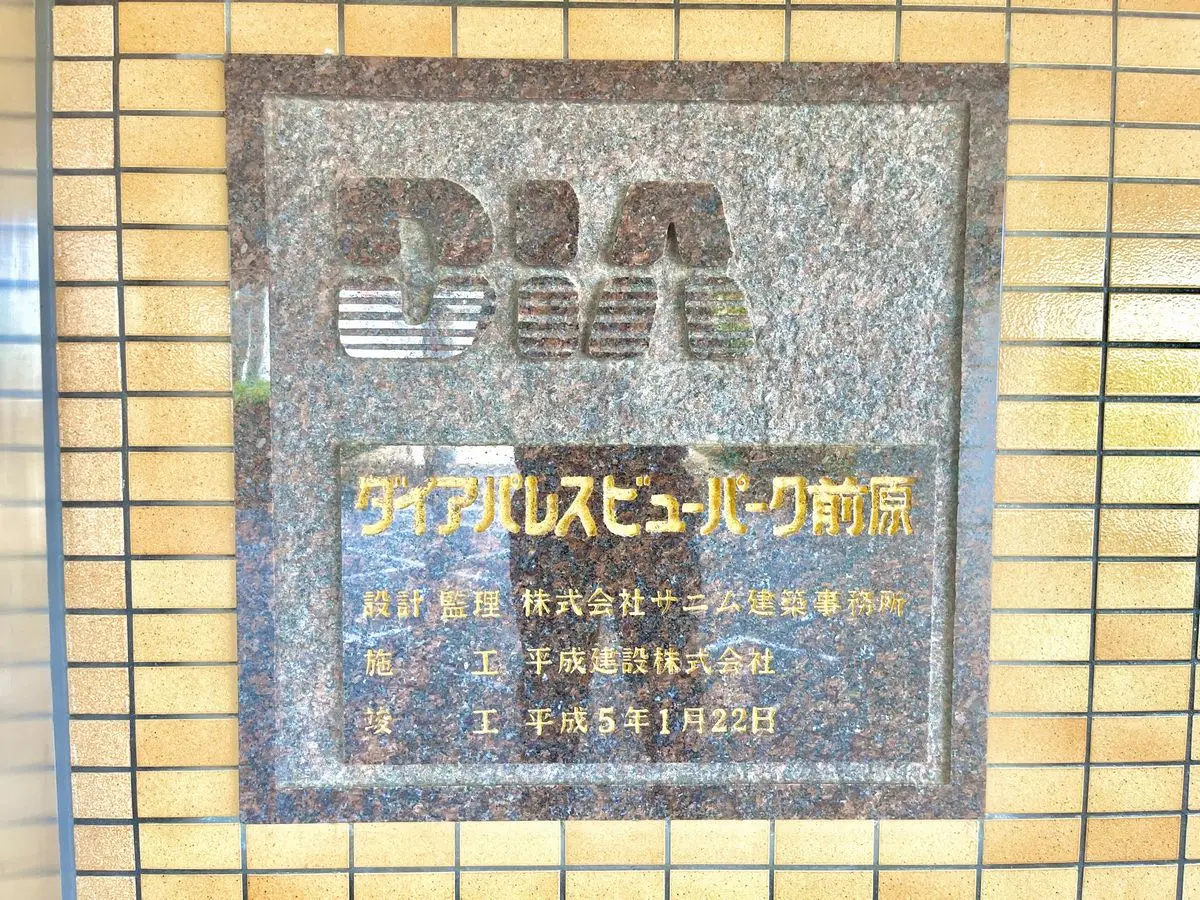 DIA
ダイアパレスビューパーク前原
設計 監理 株式会社サニム建築事務所
施 工 平成建設株式会社
竣 工 平成5年1月22日